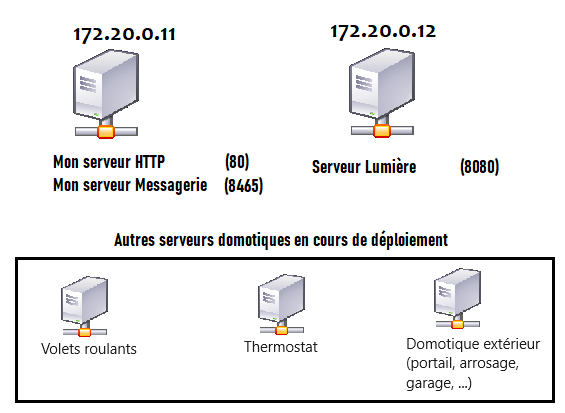 172.20.0.11
172.20.0.12
Mon serveur HTTP (80)
Mon serveur Messagerie (8465)
Serveur Lumière (8080)
Autres serveurs domotiques en cours de déploiement
Volets roulants
Thermostat
Domotique extérieur
(portail, arrosage,
garage, ...)